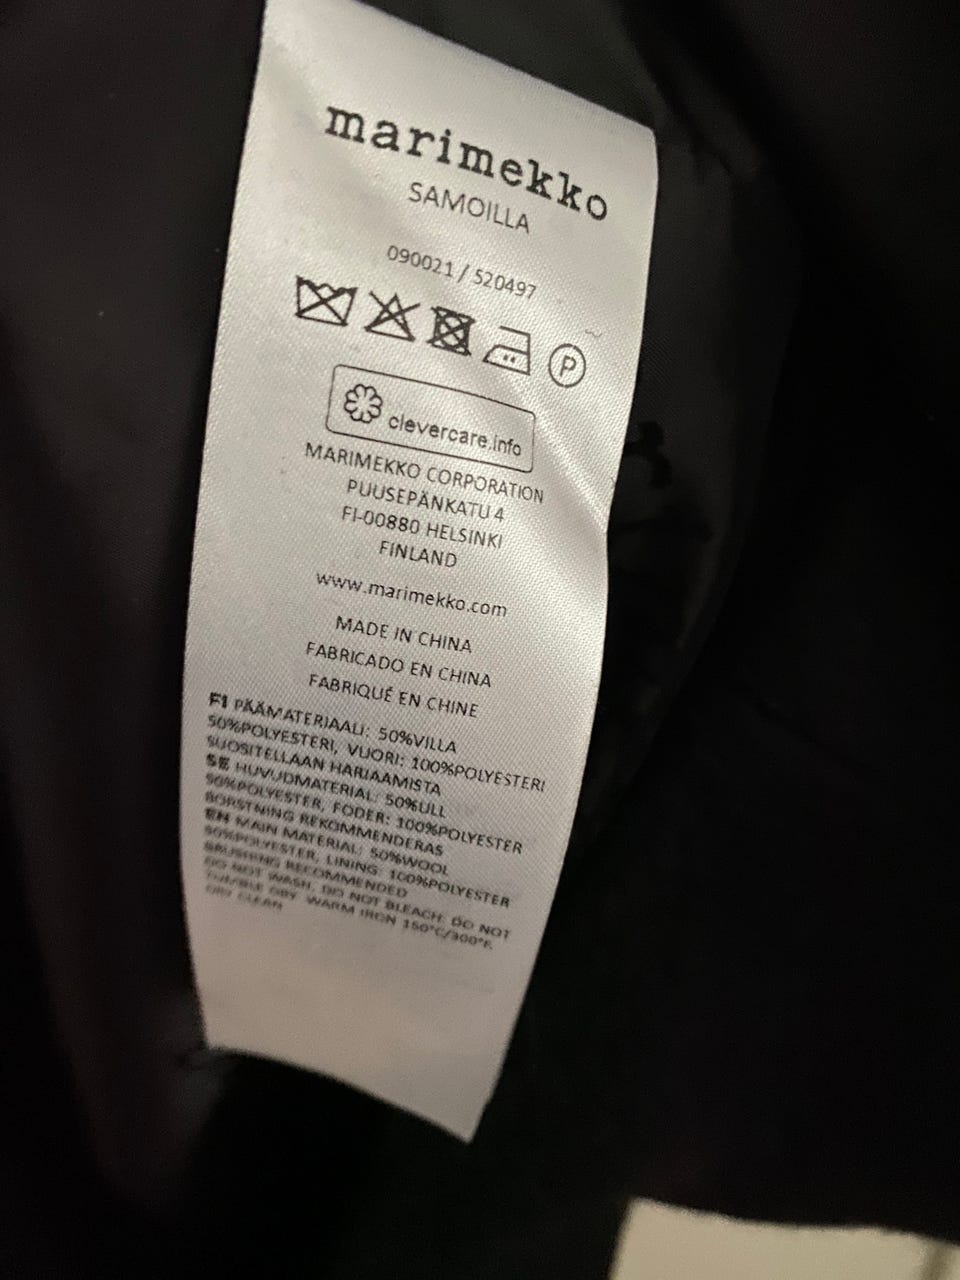 marimekko
SAMOILLA
090021 / 520497
P
clevercare.info
MARIMEKKO CORPORATION
PUUSEPÄNKATU 4
FI-00880 HELSINKI
FINLAND
www.marimekko.com
MADE IN CHINA
FABRICADO EN CHINA
FABRIQUÉ EN CHINE
FI PÄÄMATERIAALI: 50%VILLA
50%POLYESTERI, VUORI: 100%POLYESTERI
SUOSITELLAAN HARJAAMISTA
SE HUVUDMATERIAL: 50%ULL
50%POLYESTER, FODER: 100%POLYESTER
BORSTNING REKOMMENDERAS
EN MAIN MATERIAL: 50%WOOL
50%POLYESTER, LINING: 100%POLYESTER
BRUSHING RECOMMENDED
DO NOT WASH. DO NOT BLEACH. DO NOT
TUMBLE DRY. WARM IRON 150°C/300°F.
DRY CLEAN